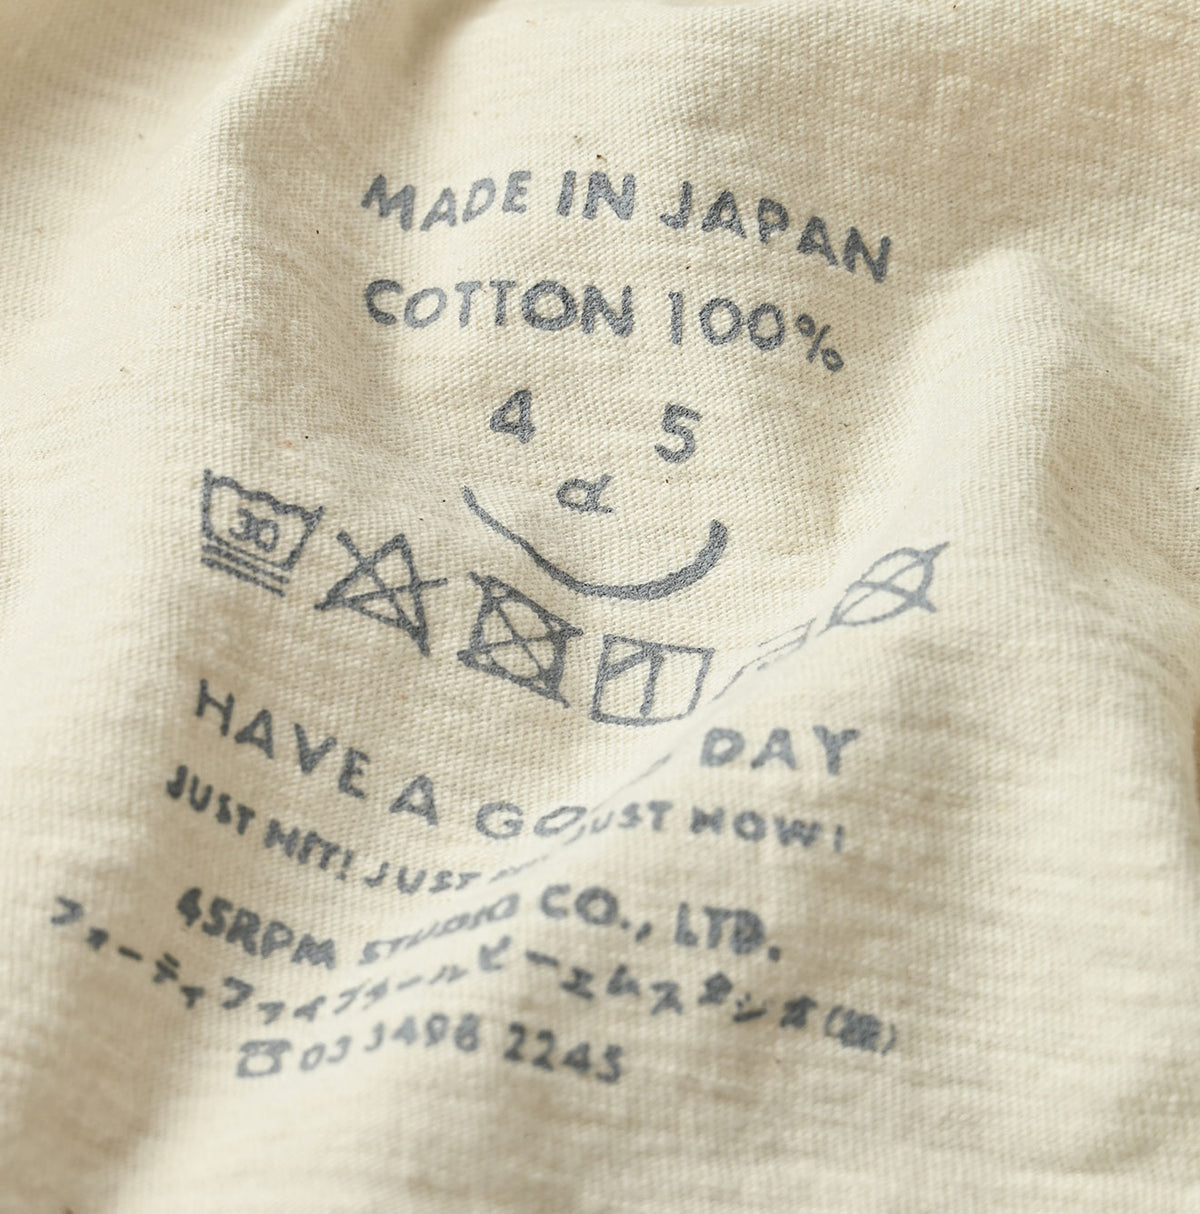 MADE IN JAPAN
COTTON 100%
4 5
α
30
HAVE A DAY
JUST HIT! JUST NOW!
45RPM STUDIO CO., LTD.
フォーティファイブアールピーエムスタジオ(株)
☎03 3498 2245